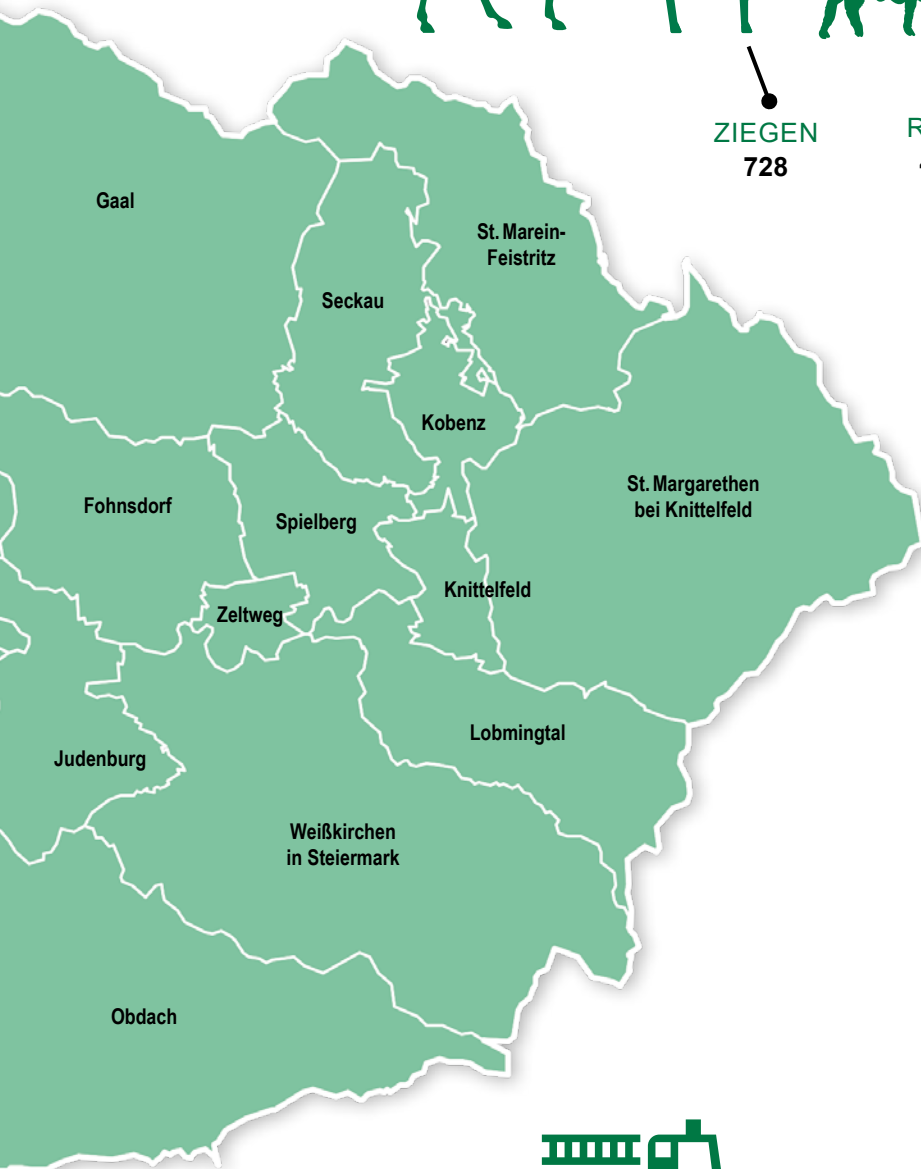 ZIEGEN
728
R
Gaal
St. Marein-
Feistritz
Seckau
Kobenz
St. Margarethen
bei Knittelfeld
Fohnsdorf
Spielberg
Knittelfeld
Zeltweg
Lobmingtal
Judenburg
Weißkirchen
in Steiermark
Obdach